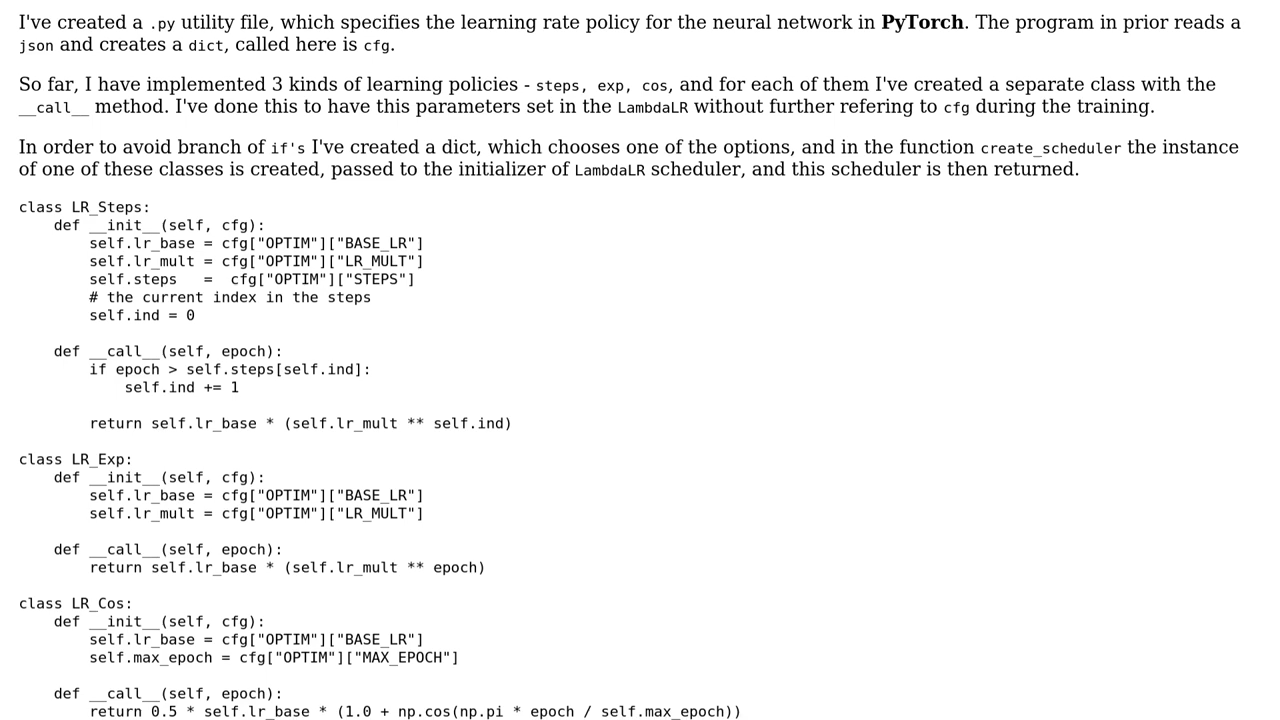 I've created a .py utility file, which specifies the learning rate policy for the neural network in PyTorch. The program in prior reads a
json and creates a dict, called here is cfg.
So far, I have implemented 3 kinds of learning policies - steps, exp, cos, and for each of them I've created a separate class with the
__call__ method. I've done this to have this parameters set in the LambdaLR without further refering to cfg during the training.
In order to avoid branch of if's I've created a dict, which chooses one of the options, and in the function create_scheduler the instance
of one of these classes is created, passed to the initializer of LambdaLR scheduler, and this scheduler is then returned.
class LR_Steps:
    def __init__(self, cfg):
        self.lr_base = cfg["OPTIM"]["BASE_LR"]
        self.lr_mult = cfg["OPTIM"]["LR_MULT"]
        self.steps   =  cfg["OPTIM"]["STEPS"]
        # the current index in the steps
        self.ind = 0
    def __call__(self, epoch):
        if epoch > self.steps[self.ind]:
            self.ind += 1
        return self.lr_base * (self.lr_mult ** self.ind)
class LR_Exp:
    def __init__(self, cfg):
        self.lr_base = cfg["OPTIM"]["BASE_LR"]
        self.lr_mult = cfg["OPTIM"]["LR_MULT"]
    def __call__(self, epoch):
        return self.lr_base * (self.lr_mult ** epoch)
class LR_Cos:
    def __init__(self, cfg):
        self.lr_base = cfg["OPTIM"]["BASE_LR"]
        self.max_epoch = cfg["OPTIM"]["MAX_EPOCH"]
    def __call__(self, epoch):
        return 0.5 * self.lr_base * (1.0 + np.cos(np.pi * epoch / self.max_epoch))